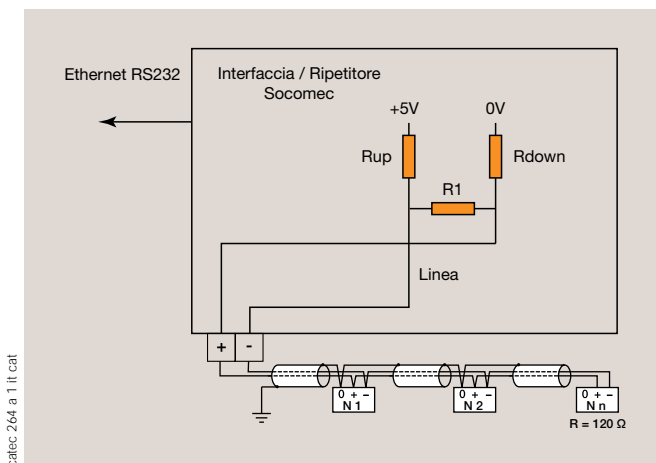 Ethernet RS232
Interfaccia / Ripetitore
Socomec
+5V
0V
Rup
Rdown
R1
Linea
+ -
0 + -
N 1
0 + -
N 2
0 + -
N n
R = 120 Ω
catec 264 a 1 it cat